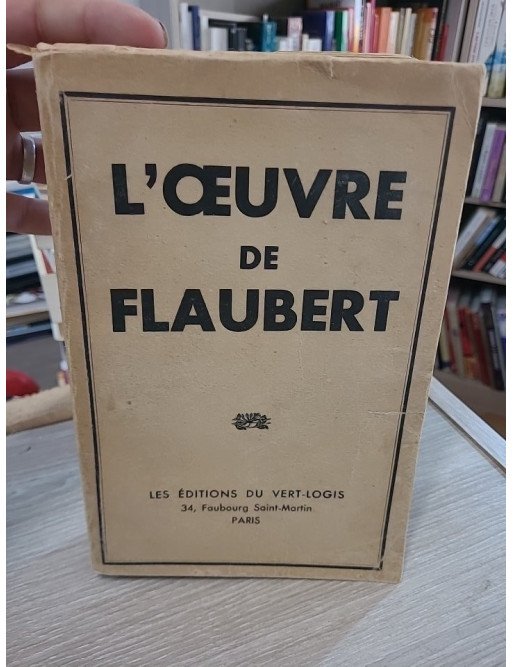 L'ŒUVRE
DE
FLAUBERT
LES ÉDITIONS DU VERT-LOGIS
34, Faubourg Saint-Martin
PARIS